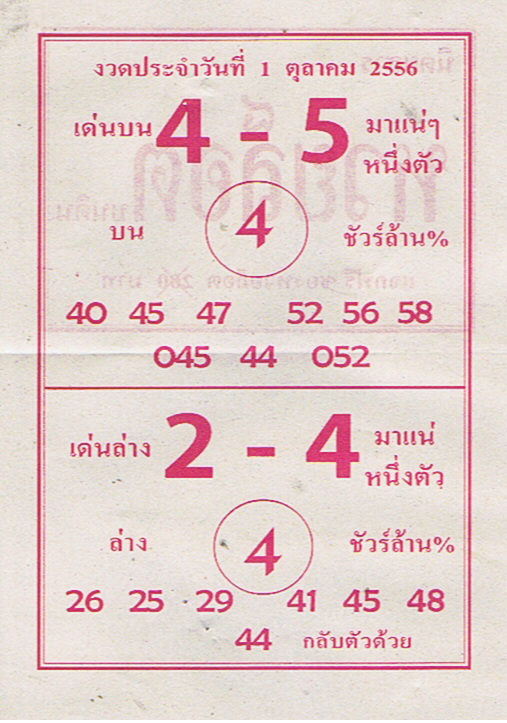 งวดประจำวันที่ 1 ตุลาคม 2556
เด่นบน 4 - 5 มาแน่ๆ
หนึ่งตัว
บน 4 ชัวร์ล้าน%
40 45 47 52 56 58
045 44 052
เด่นล่าง 2 - 4 มาแน่
หนึ่งตัว
ล่าง 4 ชัวร์ล้าน%
26 25 29 41 45 48
44 กลับตัวด้วย